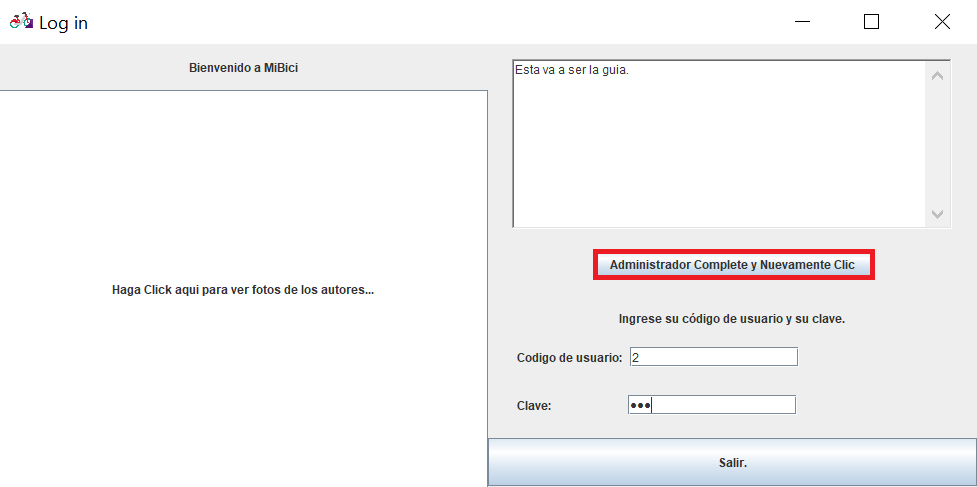 Log in
Bienvenido a MiBici
Haga Click aqui para ver fotos de los autores...
Esta va a ser la guia.
Administrador Complete y Nuevamente Clic
Ingrese su código de usuario y su clave.
Codigo de usuario: 2
Clave: •••
Salir.